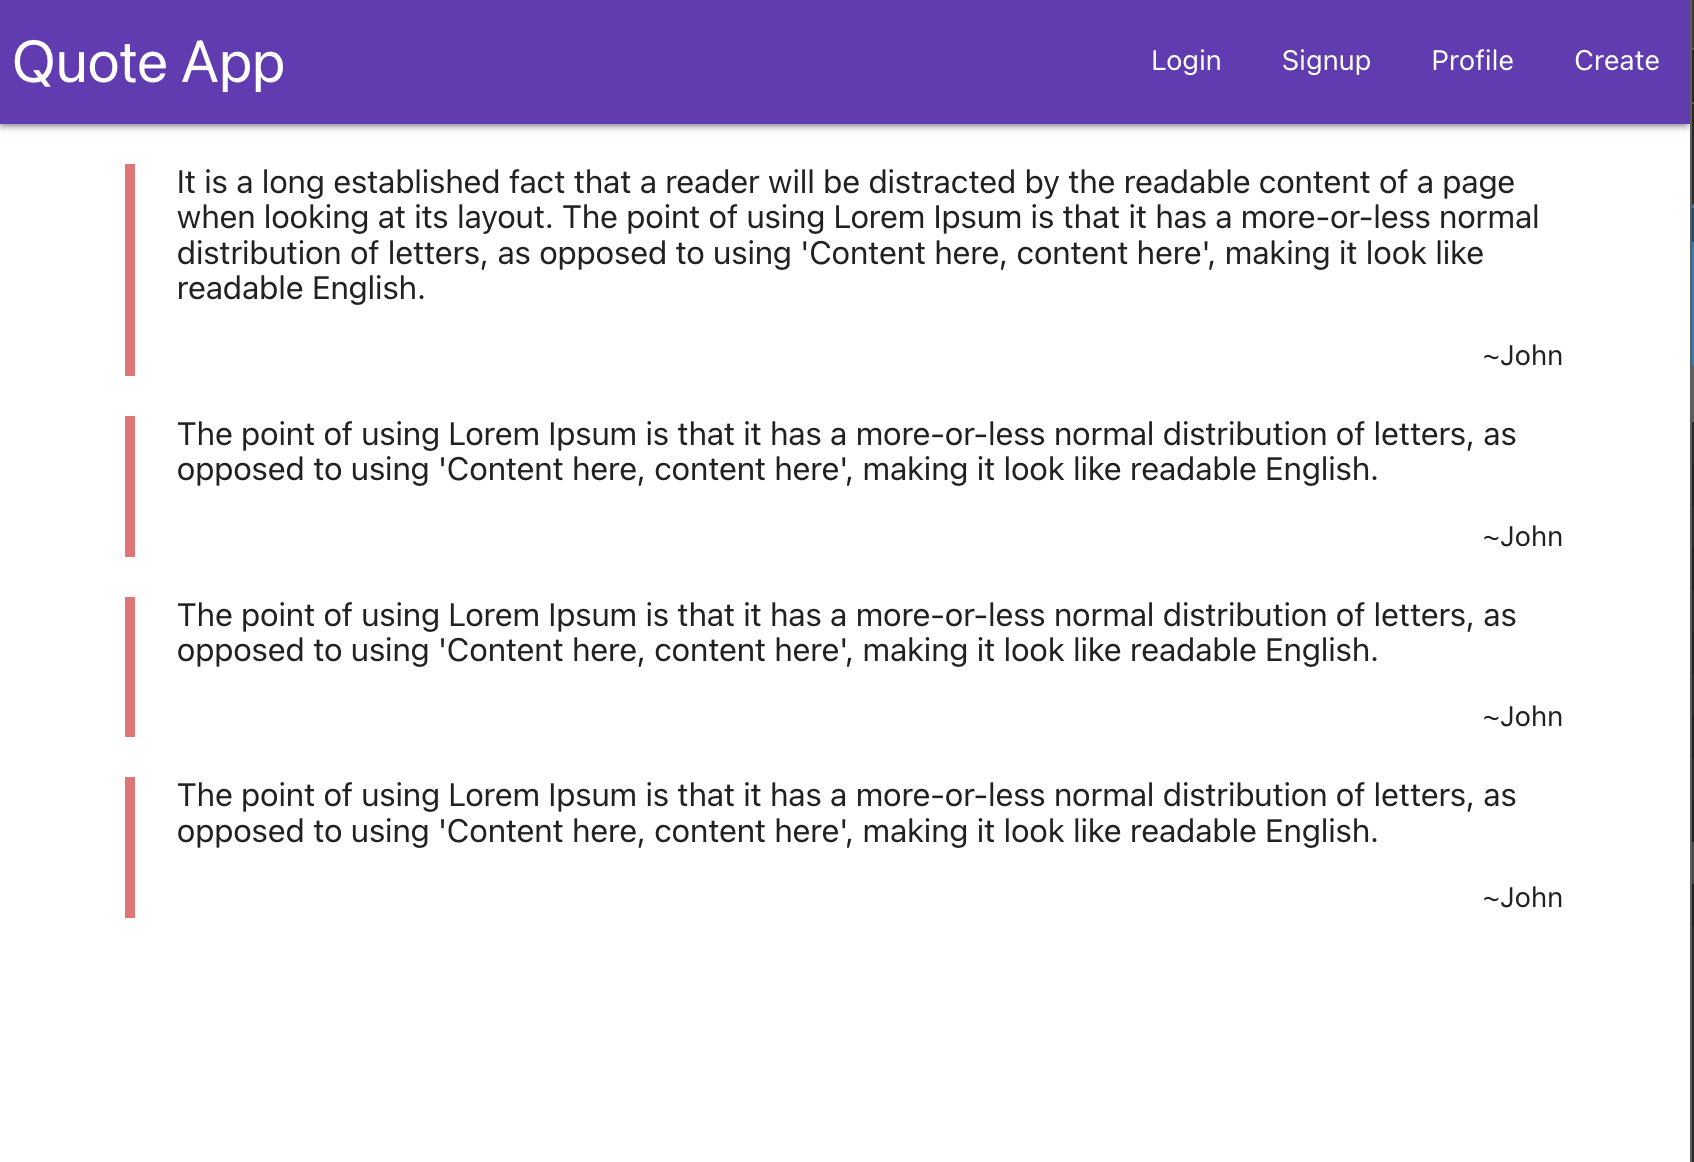 Quote App
Login Signup Profile Create
It is a long established fact that a reader will be distracted by the readable content of a page
when looking at its layout. The point of using Lorem Ipsum is that it has a more-or-less normal
distribution of letters, as opposed to using 'Content here, content here', making it look like
readable English.
~John
The point of using Lorem Ipsum is that it has a more-or-less normal distribution of letters, as
opposed to using 'Content here, content here', making it look like readable English.
~John
The point of using Lorem Ipsum is that it has a more-or-less normal distribution of letters, as
opposed to using 'Content here, content here', making it look like readable English.
~John
The point of using Lorem Ipsum is that it has a more-or-less normal distribution of letters, as
opposed to using 'Content here, content here', making it look like readable English.
~John